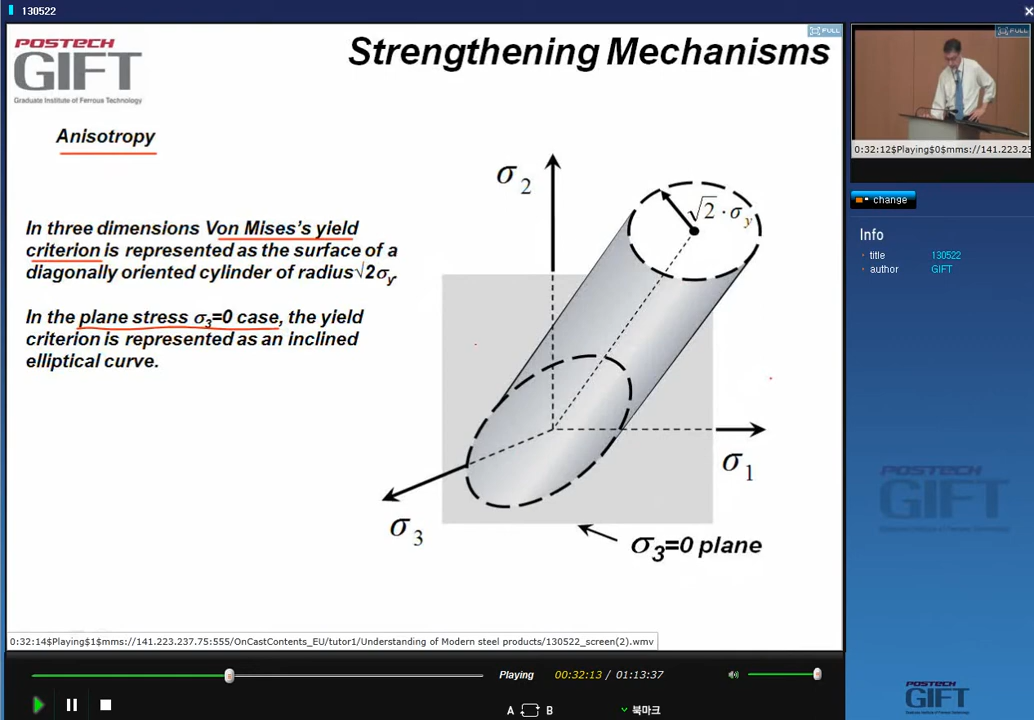 130522
POSTECH
GIFT
Graduate Institute of Ferrous Technology
Strengthening Mechanisms
FULL
FULL
Anisotropy
In three dimensions Von Mises's yield
criterion is represented as the surface of a
diagonally oriented cylinder of radius√2σy.
In the plane stress σ3=0 case, the yield
criterion is represented as an inclined
elliptical curve.
σ2
√2 · σy
σ1
σ3
σ3=0 plane
0:32:12$Playing$0$mms://141.223.23
change
Info
title 130522
author GIFT
POSTECH
GIFT
0:32:14$Playing$1$mms://141.223.237.75:555/OnCastContents_EU/tutor1/Understanding of Modern steel products/130522_screen(2).wmv
Playing 00:32:13 / 01:13:37
A B 북마크
POSTECH
GIFT